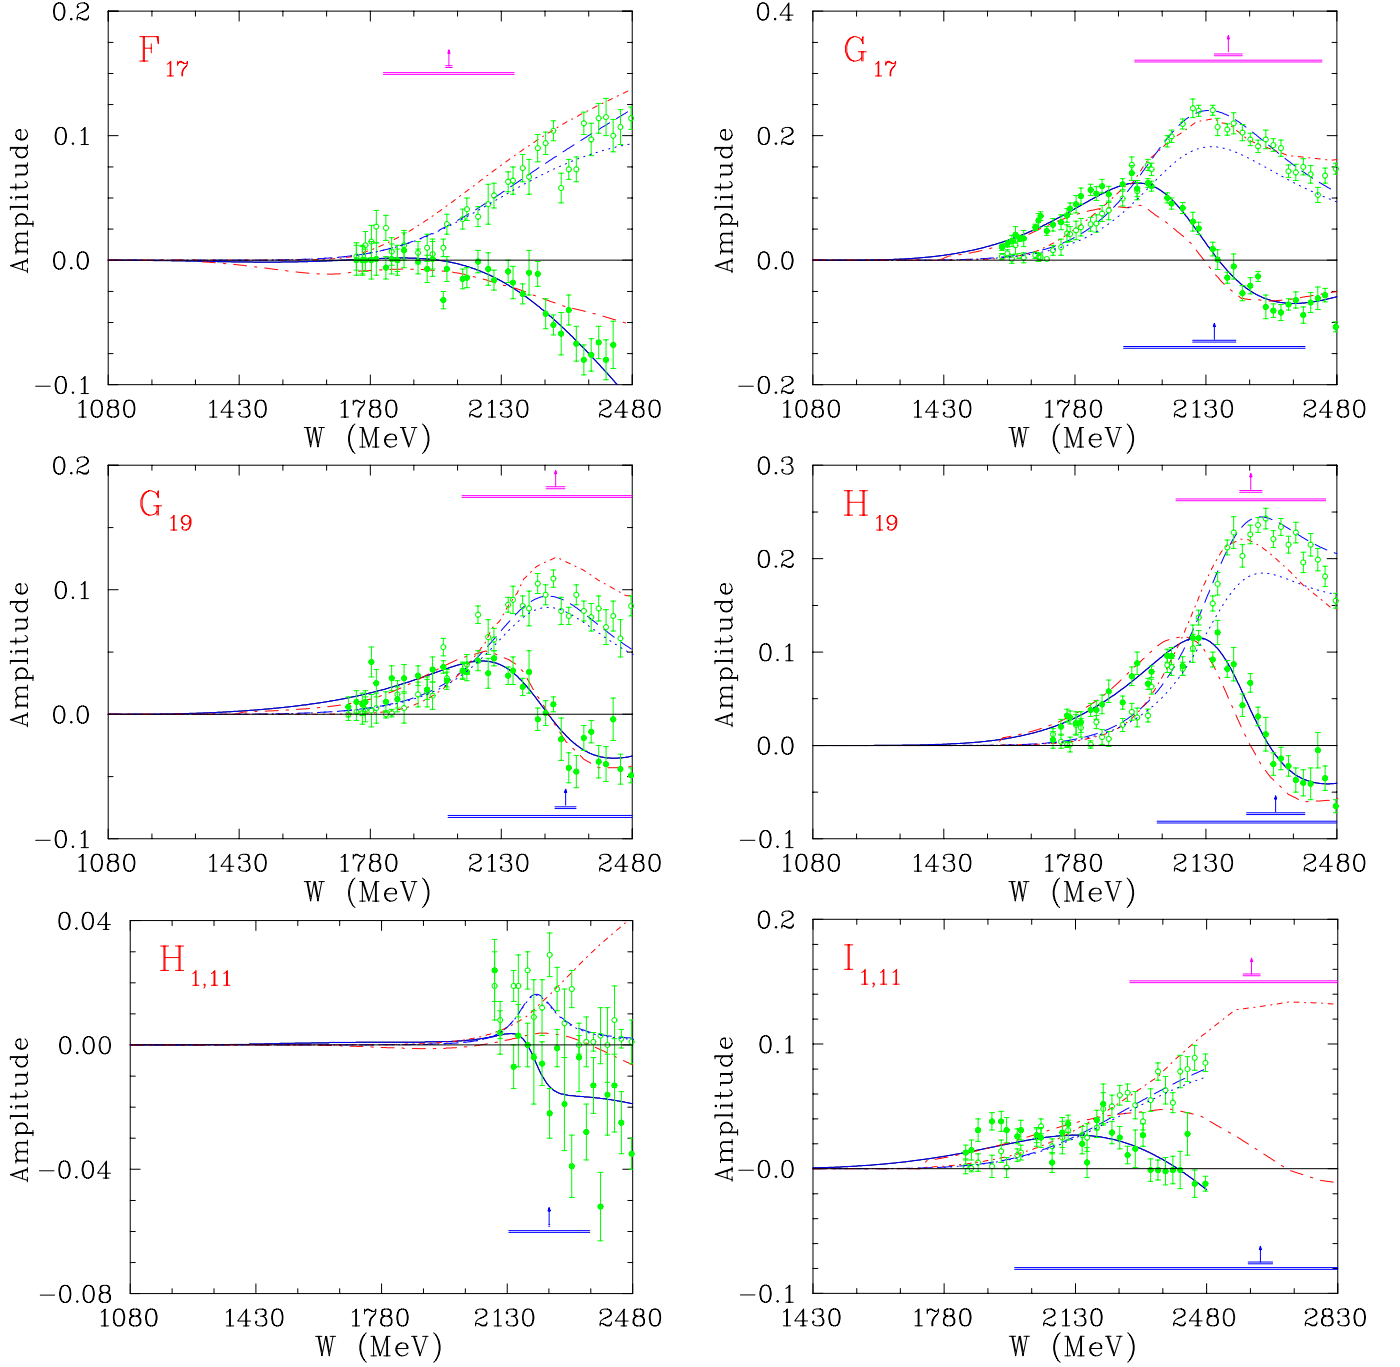 F17
Amplitude
0.2
0.1
0.0
−0.1
1080 1430 1780 2130 2480
W (MeV)
G17
Amplitude
0.4
0.2
0.0
−0.2
1080 1430 1780 2130 2480
W (MeV)
G19
Amplitude
0.2
0.1
0.0
−0.1
1080 1430 1780 2130 2480
W (MeV)
H19
Amplitude
0.3
0.2
0.1
0.0
−0.1
1080 1430 1780 2130 2480
W (MeV)
H1,11
Amplitude
0.04
0.00
−0.04
−0.08
1080 1430 1780 2130 2480
W (MeV)
I1,11
Amplitude
0.2
0.1
−0.0
−0.1
1430 1780 2130 2480 2830
W (MeV)